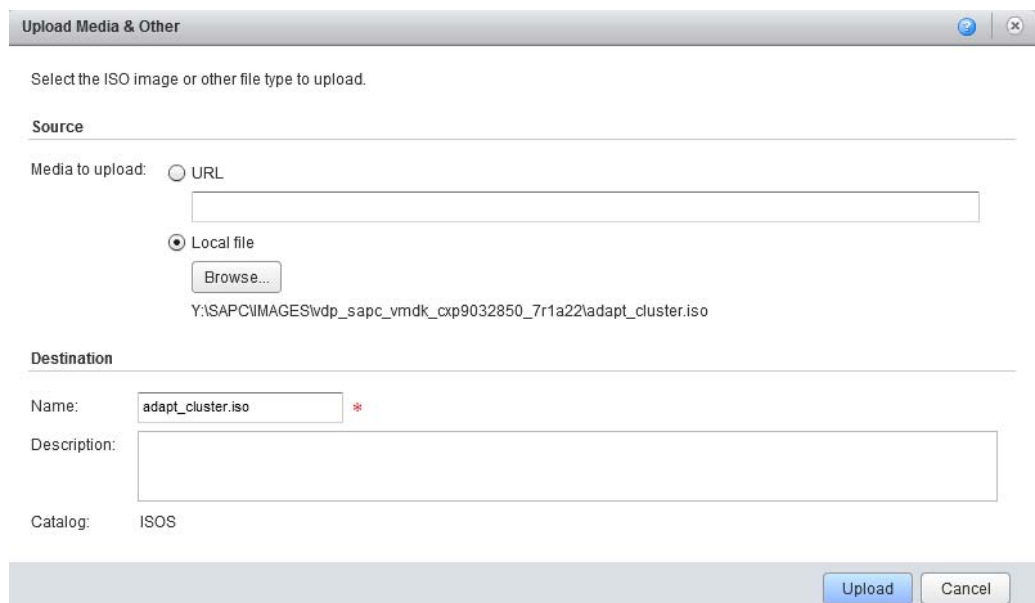 Upload Media & Other
Select the ISO image or other file type to upload.
Source
Media to upload:
URL
Local file
Browse...
Y:\SAPC\IMAGES\vdp_sapc_vmdk_cxp9032850_7r1a22\adapt_cluster.iso
Destination
Name: adapt_cluster.iso *
Description:
Catalog: ISOS
Upload Cancel